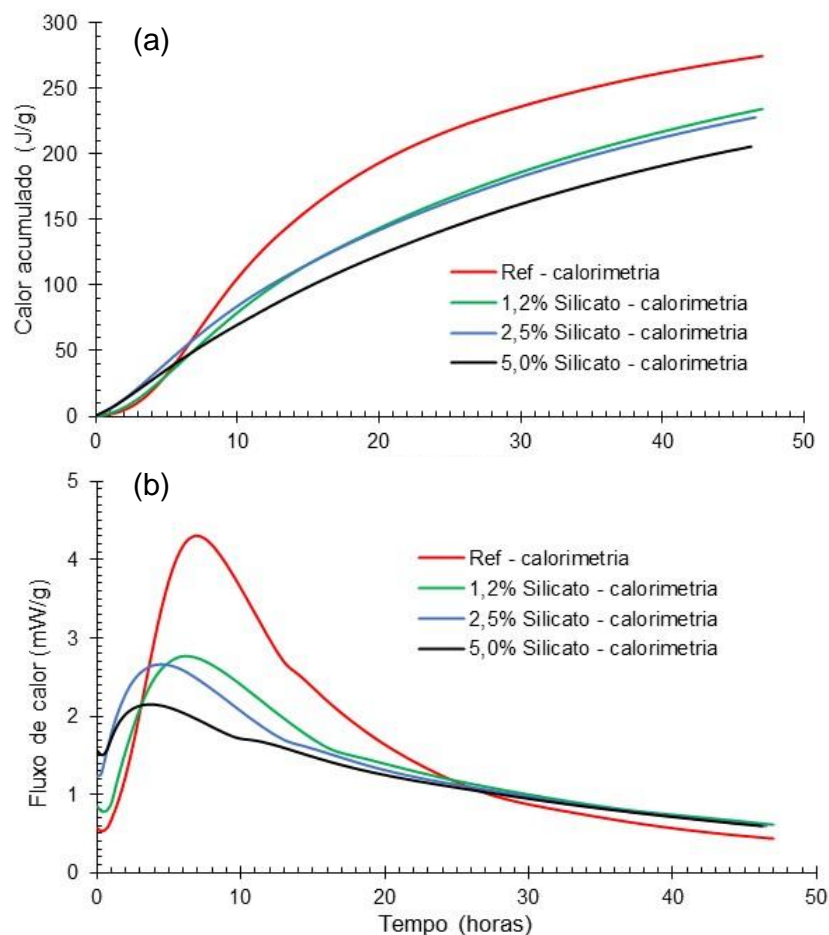 (a)
Calor acumulado (J/g)
300
250
200
150
100
50
0
0 10 20 30 40 50
Ref - calorimetria
1,2% Silicato - calorimetria
2,5% Silicato - calorimetria
5,0% Silicato - calorimetria
(b)
Fluxo de calor (mW/g)
5
4
3
2
1
0
0 10 20 30 40 50
Ref - calorimetria
1,2% Silicato - calorimetria
2,5% Silicato - calorimetria
5,0% Silicato - calorimetria
Tempo (horas)